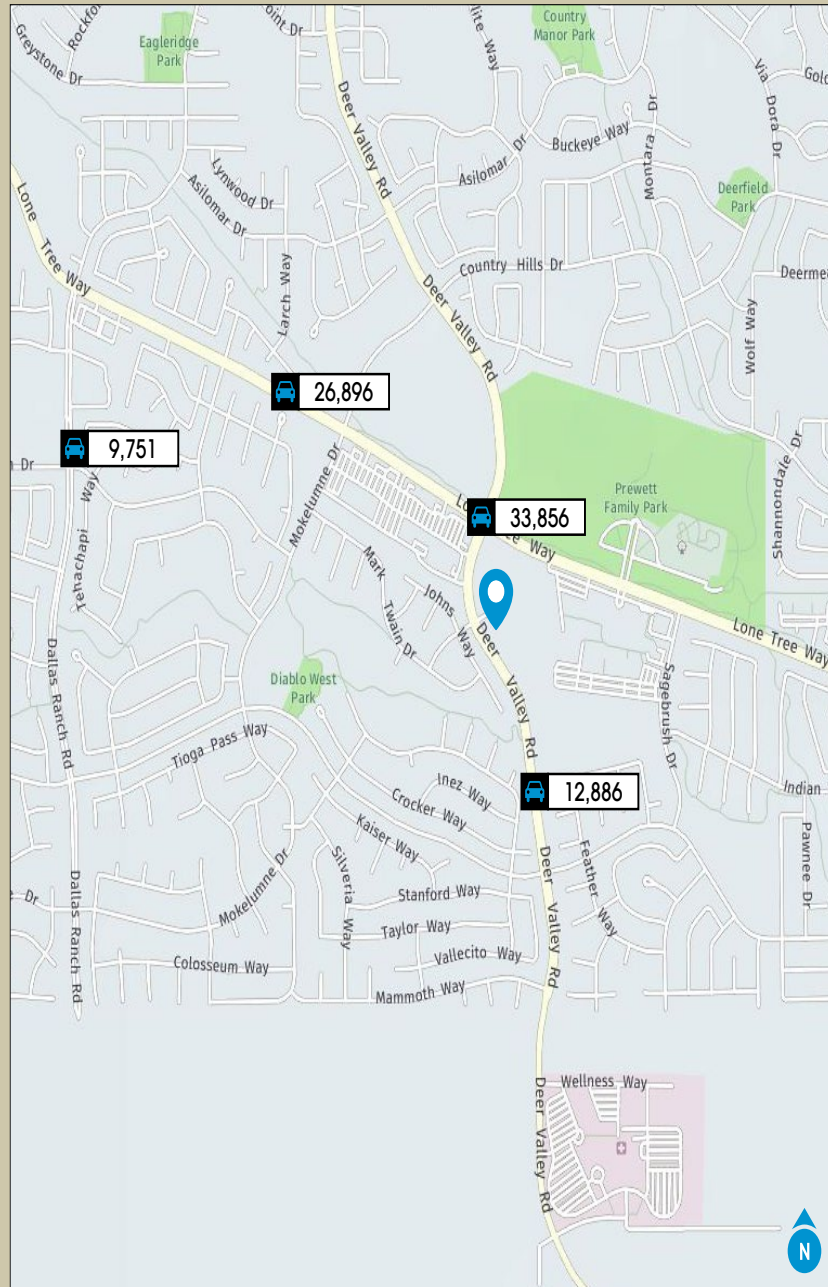 Greystone Dr
Eagleridge
Park
Country
Manor Park
Deer Valley Rd
Via Dora Dr
Montara Dr
Buckeye Way
Asilomar Dr
Lynwood Dr
Asilomar Dr
Deerfield
Park
Lone Tree Way
Larch Way
Country Hills Dr
Deer Valley Rd
Wolf Way
26,896
9,751
Dr
Tehachapi Way
Mokelumne Dr
33,856
Way
Prewett
Family Park
Shannondale Dr
Mark Twain Dr
Johns Way
Deer Valley Rd
Lone Tree Way
Sagebrush Dr
Dallas Ranch Rd
Diablo West
Park
Tioga Pass Way
12,886
Inez Way
Crocker Way
Kaiser Way
Indian
Pawnee Dr
Feather Way
Silveria Way
Mokelumne Dr
Stanford Way
Taylor Way
Vallecito Way
Deer Valley Rd
Dr
Dallas Ranch Rd
Colosseum Way
Mammoth Way
Wellness Way
Deer Valley Rd
N